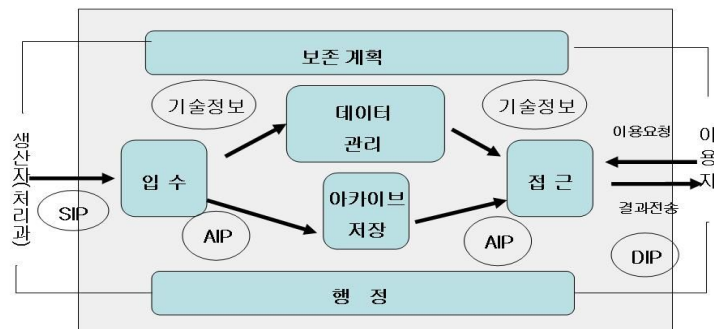 보존 계획
기술정보
데이터
관리
기술정보
생산자(처리과)
이용자
이용요청
입 수
접 근
아카이브
저장
결과전송
SIP
AIP
AIP
DIP
행 정